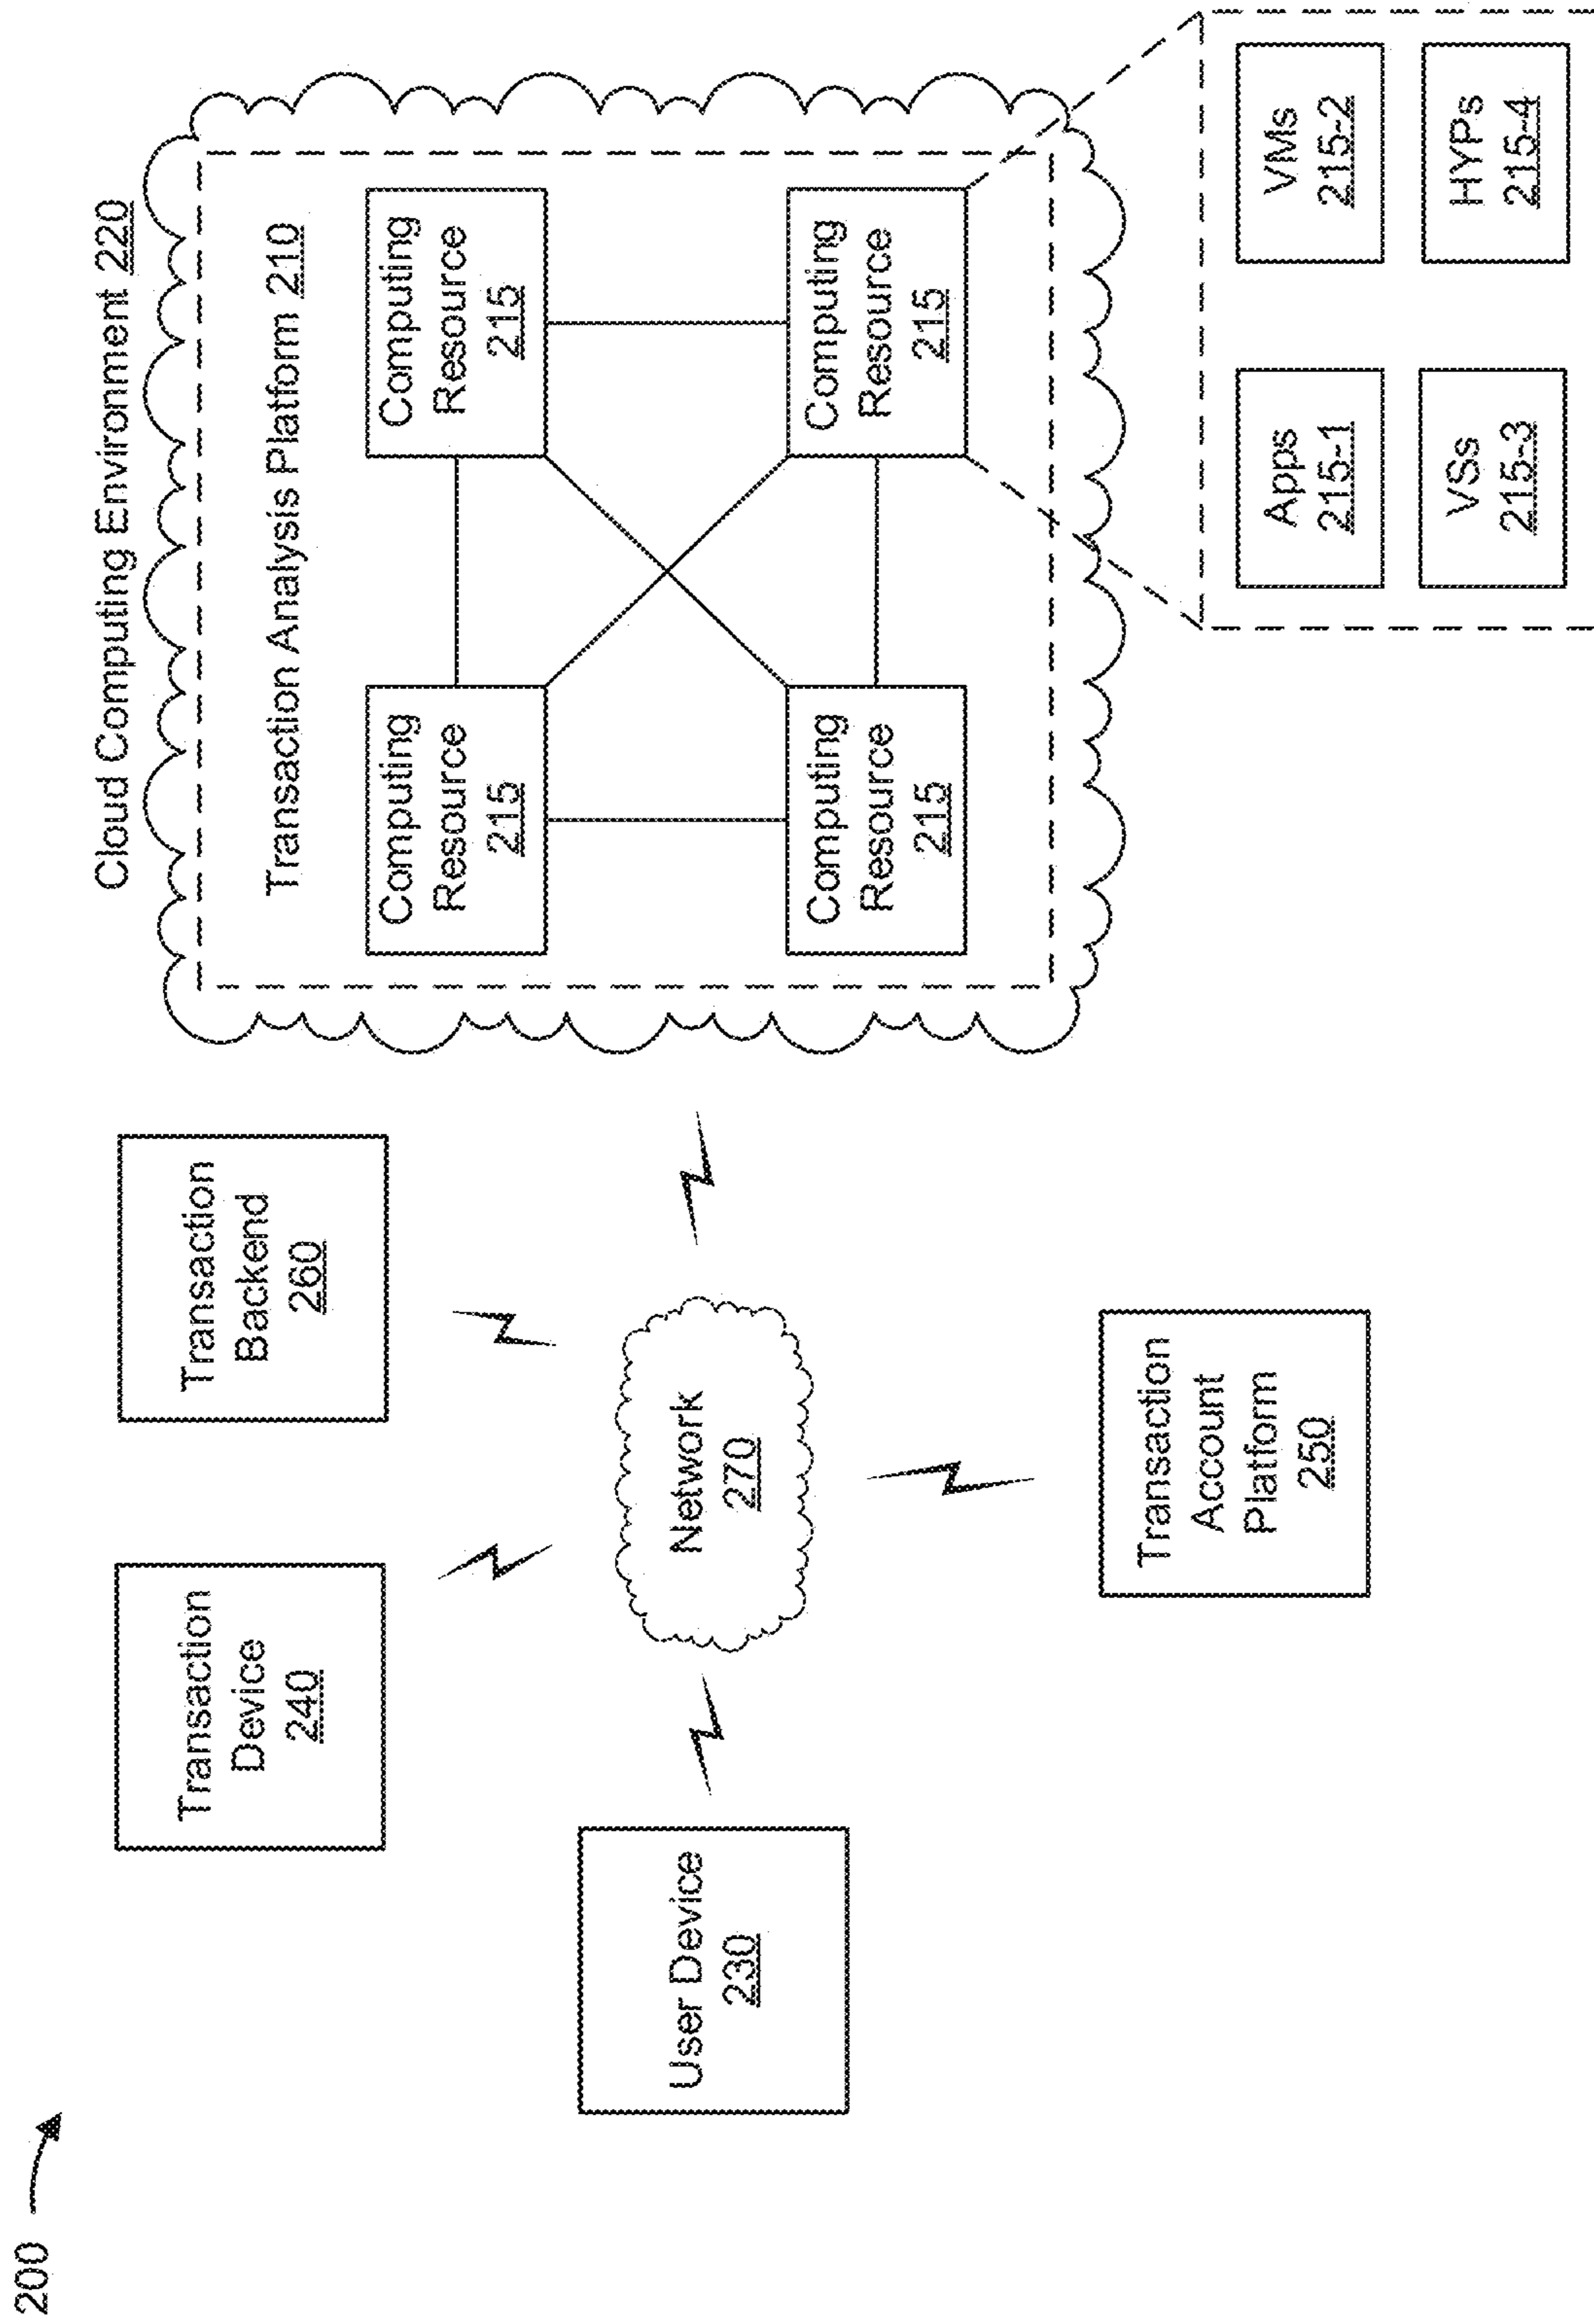 200
Cloud Computing Environment 220
Transaction Analysis Platform 210
Computing
Resource
215
Computing
Resource
215
Computing
Resource
215
Computing
Resource
215
Transaction
Device
240
Transaction
Backend
260
User Device
230
Network
270
Transaction
Account
Platform
250
Apps
215-1
VMs
215-2
VSs
215-3
HYPs
215-4